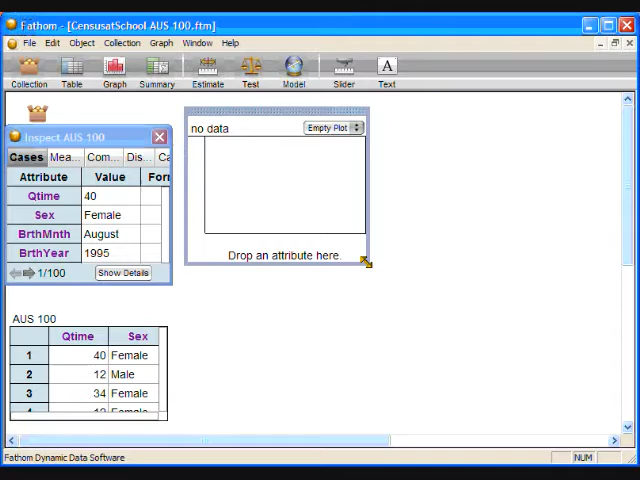 Fathom - [CensusatSchool AUS 100.ftm]
File Edit Object Collection Graph Window Help
Collection Table Graph Summary Estimate Test Model Slider A Text
Inspect AUS 100
Cases Mea... Com... Dis...
Attribute Value
Qtime 40
Sex Female
BrthMnth August
BrthYear 1995
1/100 Show Details
no data Empty Plot
Drop an attribute here.
AUS 100
Qtime Sex
1 40 Female
2 12 Male
3 34 Female
4 12 Female
Fathom Dynamic Data Software NUM